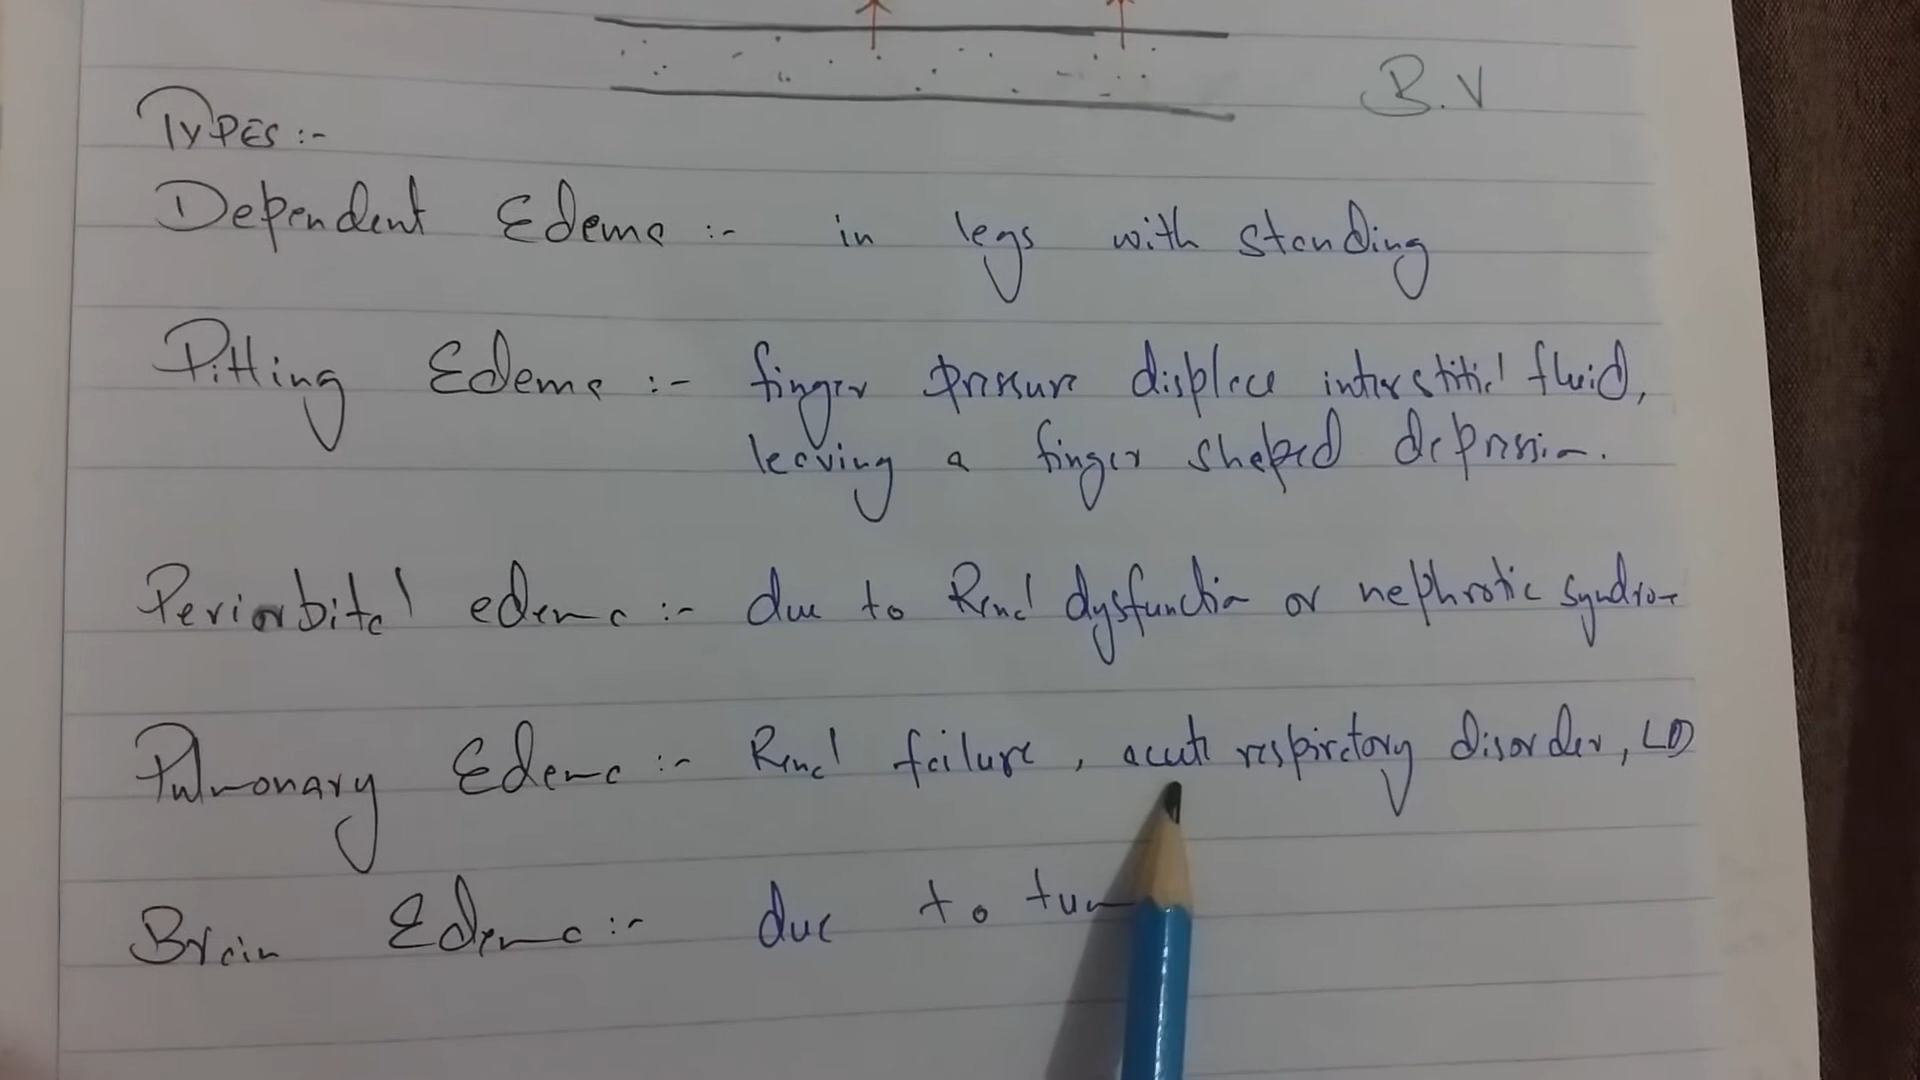 B.V
TYPES :-
Dependent Edema :- in legs with standing
Pitting Edema :- finger pressure displace interstitial fluid,
leaving a finger shaped depression.
Periorbital edema :- due to Renal dysfunction or nephrotic syndrome
Pulmonary Edema :- Renal failure, acute respiratory disorder, LD
Brain Edema :- due to